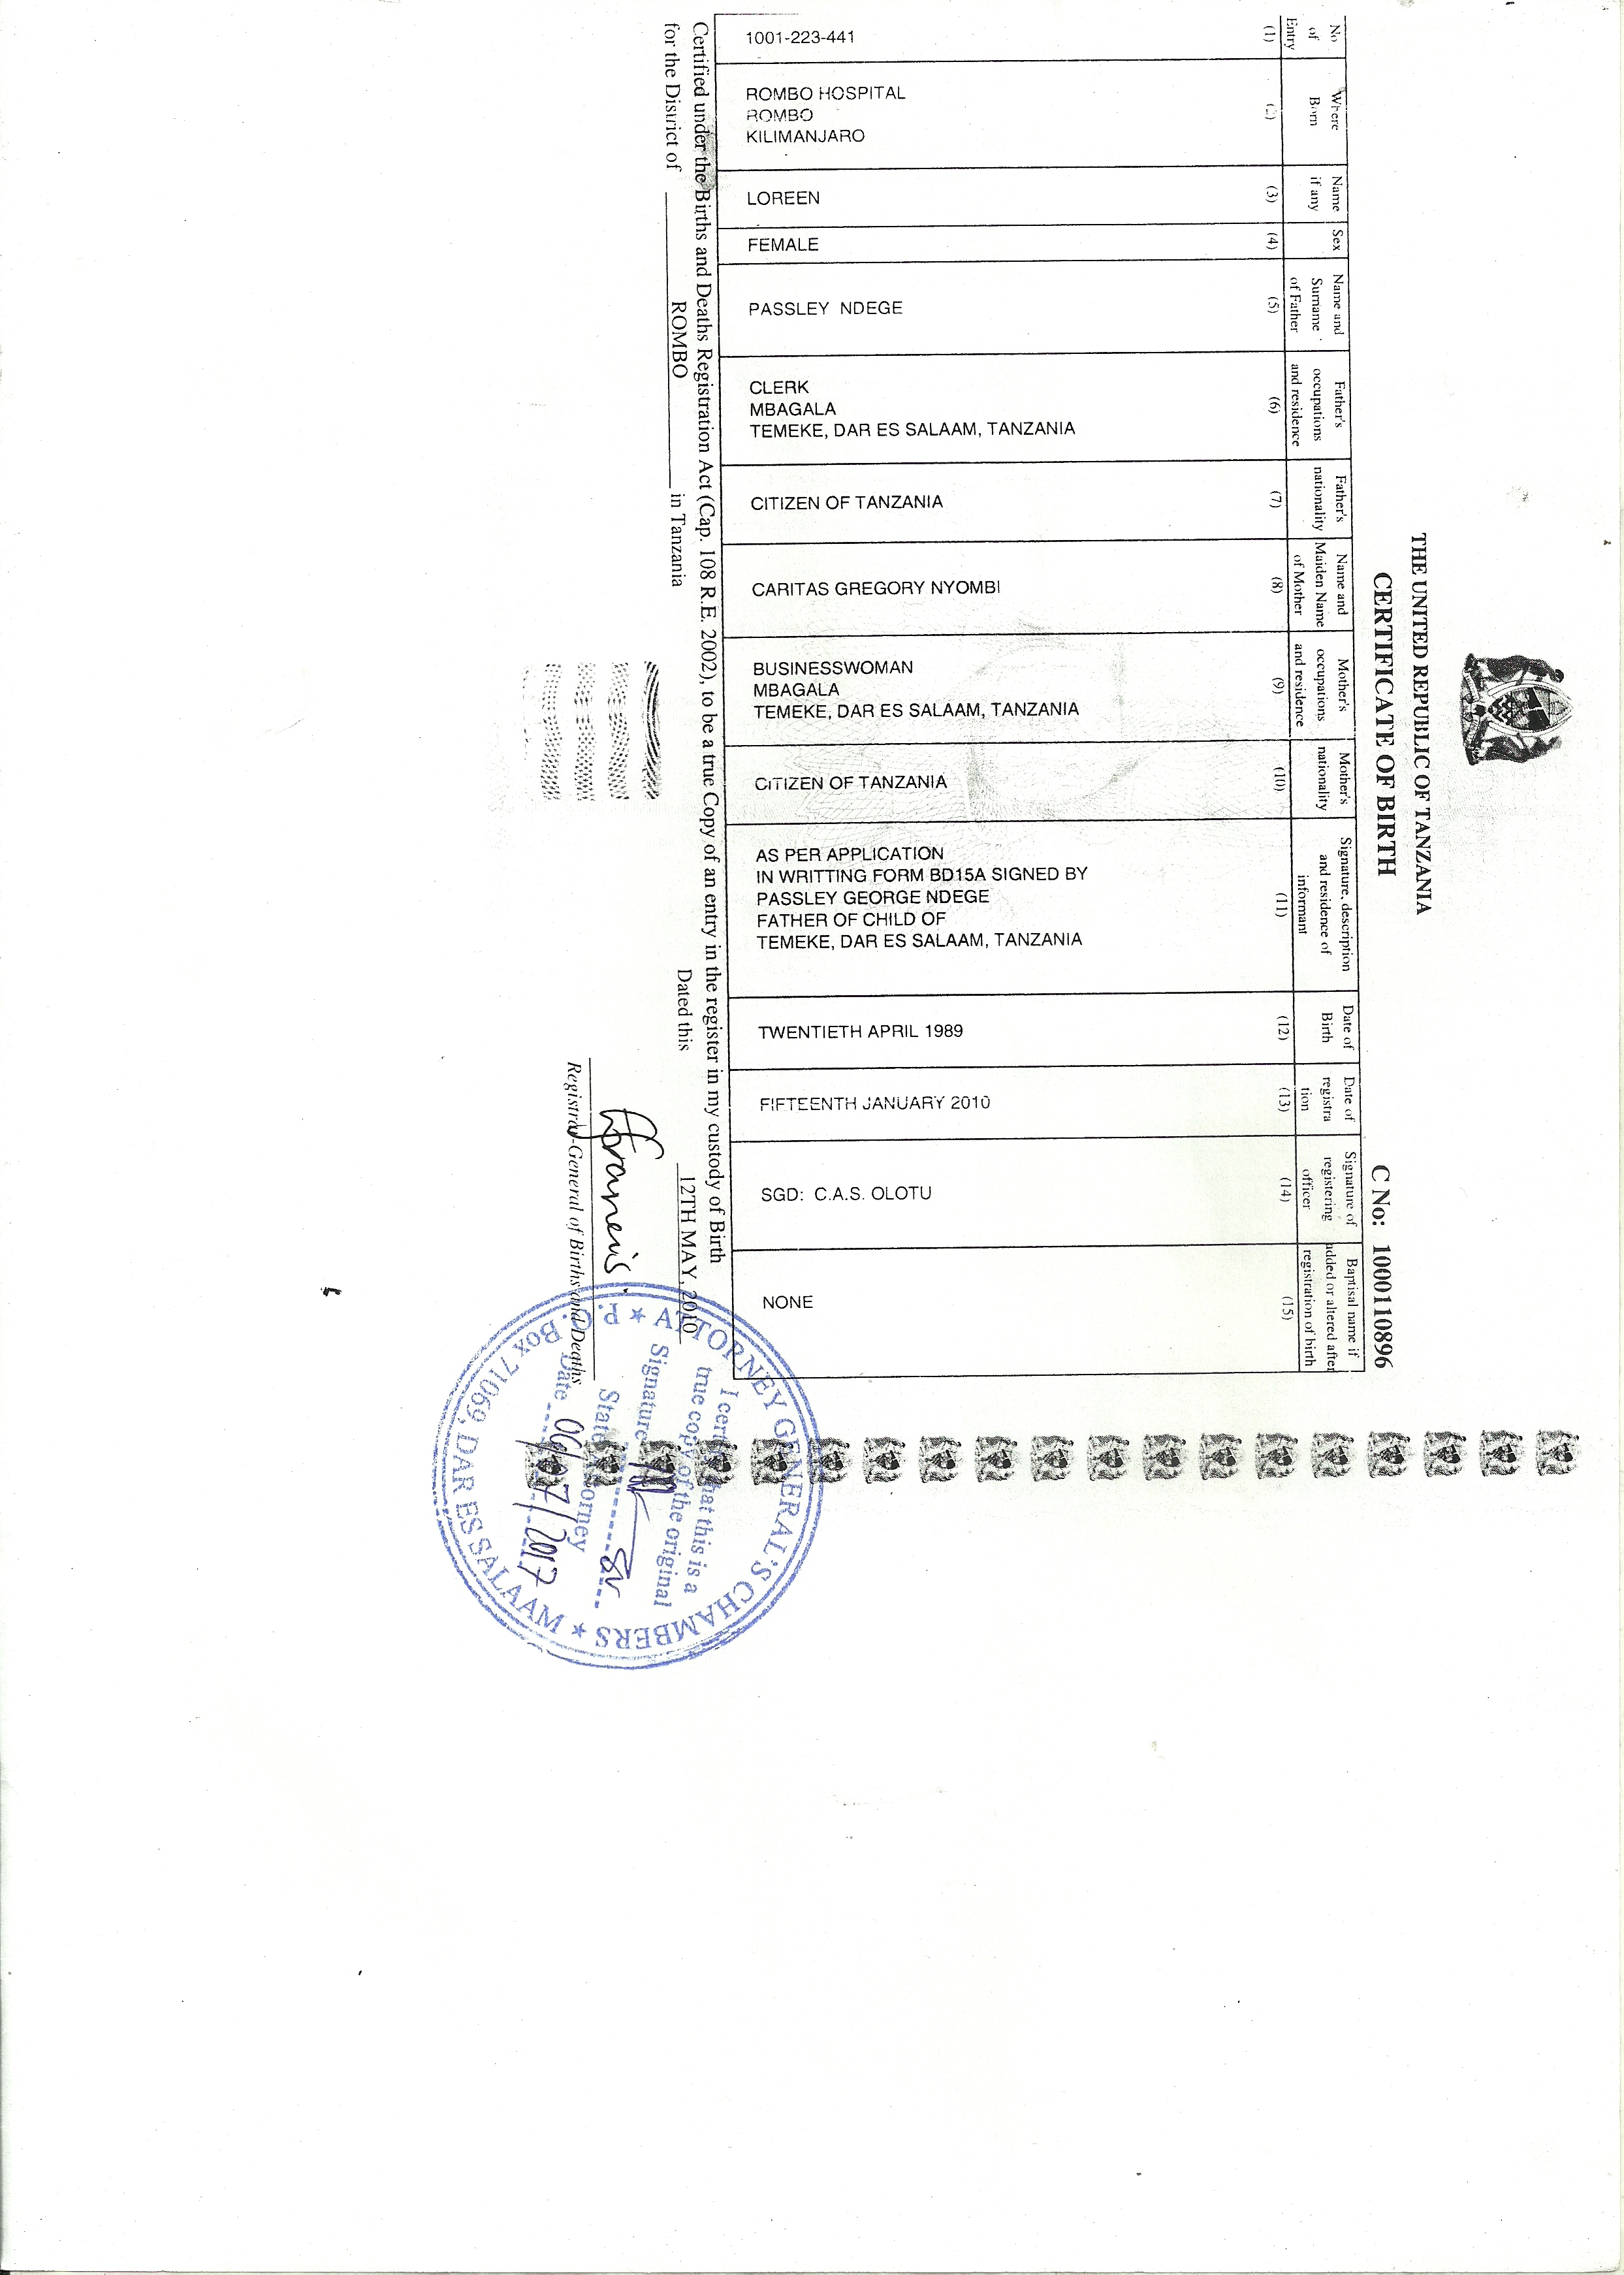 THE UNITED REPUBLIC OF TANZANIA
CERTIFICATE OF BIRTH
C No: 1000110896
No of Entry
(1)
1001-223-441
Where Born
(2)
ROMBO HOSPITAL
ROMBO
KILIMANJARO
Name if any
(3)
LOREEN
Sex
(4)
FEMALE
Name and Surname of Father
(5)
PASSLEY NDEGE
Father's occupations and residence
(6)
CLERK
MBAGALA
TEMEKE, DAR ES SALAAM, TANZANIA
Father's nationality
(7)
CITIZEN OF TANZANIA
Name and Maiden Name of Mother
(8)
CARITAS GREGORY NYOMBI
Mother's occupations and residence
(9)
BUSINESSWOMAN
MBAGALA
TEMEKE, DAR ES SALAAM, TANZANIA
Mother's nationality
(10)
CITIZEN OF TANZANIA
Signature, description and residence of informant
(11)
AS PER APPLICATION
IN WRITTING FORM BD15A SIGNED BY
PASSLEY GEORGE NDEGE
FATHER OF CHILD OF
TEMEKE, DAR ES SALAAM, TANZANIA
Date of Birth
(12)
TWENTIETH APRIL 1989
Date of registra tion
(13)
FIFTEENTH JANUARY 2010
Signature of registering officer
(14)
SGD: C.A.S. OLOTU
Baptisal name if added or altered after registration of birth
(15)
NONE
Certified under the Births and Deaths Registration Act (Cap. 108 R.E. 2002), to be a true Copy of an entry in the register in my custody of Birth
for the District of ROMBO in Tanzania Dated this 12TH MAY, 2010
Registrar-General of Births and Deaths
ATTORNEY GENERAL'S CHAMBERS
I certify that this is a
true copy of the original
Signature
State Attorney
Date 06/07/2017
P.O. Box 71069, DAR ES SALAAM